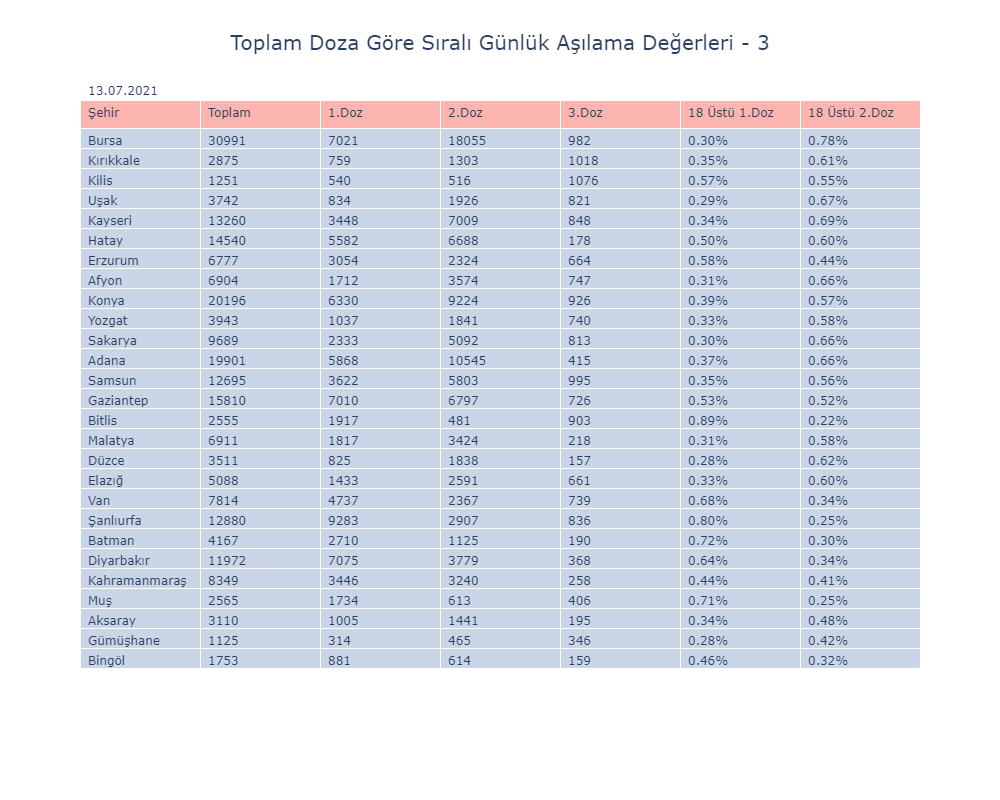 Toplam Doza Göre Sıralı Günlük Aşılama Değerleri - 3
13.07.2021
Şehir Toplam 1.Doz 2.Doz 3.Doz 18 Üstü 1.Doz 18 Üstü 2.Doz
Bursa 30991 7021 18055 982 0.30% 0.78%
Kırıkkale 2875 759 1303 1018 0.35% 0.61%
Kilis 1251 540 516 1076 0.57% 0.55%
Uşak 3742 834 1926 821 0.29% 0.67%
Kayseri 13260 3448 7009 848 0.34% 0.69%
Hatay 14540 5582 6688 178 0.50% 0.60%
Erzurum 6777 3054 2324 664 0.58% 0.44%
Afyon 6904 1712 3574 747 0.31% 0.66%
Konya 20196 6330 9224 926 0.39% 0.57%
Yozgat 3943 1037 1841 740 0.33% 0.58%
Sakarya 9689 2333 5092 813 0.30% 0.66%
Adana 19901 5868 10545 415 0.37% 0.66%
Samsun 12695 3622 5803 995 0.35% 0.56%
Gaziantep 15810 7010 6797 726 0.53% 0.52%
Bitlis 2555 1917 481 903 0.89% 0.22%
Malatya 6911 1817 3424 218 0.31% 0.58%
Düzce 3511 825 1838 157 0.28% 0.62%
Elazığ 5088 1433 2591 661 0.33% 0.60%
Van 7814 4737 2367 739 0.68% 0.34%
Şanlıurfa 12880 9283 2907 836 0.80% 0.25%
Batman 4167 2710 1125 190 0.72% 0.30%
Diyarbakır 11972 7075 3779 368 0.64% 0.34%
Kahramanmaraş 8349 3446 3240 258 0.44% 0.41%
Muş 2565 1734 613 406 0.71% 0.25%
Aksaray 3110 1005 1441 195 0.34% 0.48%
Gümüşhane 1125 314 465 346 0.28% 0.42%
Bingöl 1753 881 614 159 0.46% 0.32%